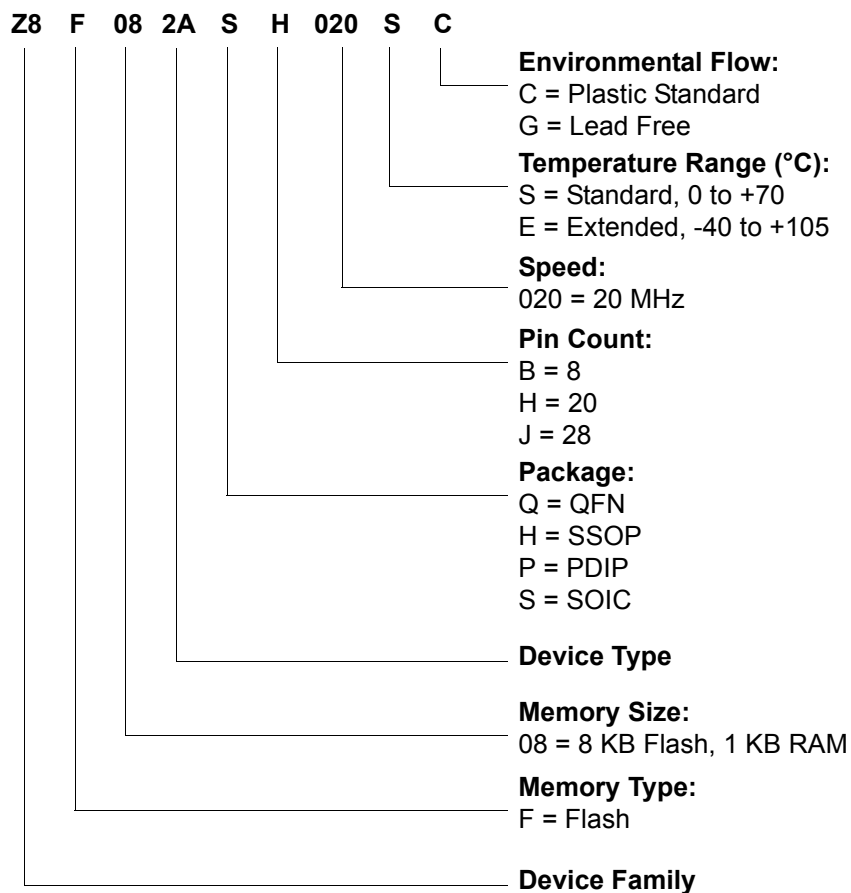 Z8 F 08 2A S H 020 S C
Environmental Flow:
C = Plastic Standard
G = Lead Free
Temperature Range (°C):
S = Standard, 0 to +70
E = Extended, -40 to +105
Speed:
020 = 20 MHz
Pin Count:
B = 8
H = 20
J = 28
Package:
Q = QFN
H = SSOP
P = PDIP
S = SOIC
Device Type
Memory Size:
08 = 8 KB Flash, 1 KB RAM
Memory Type:
F = Flash
Device Family